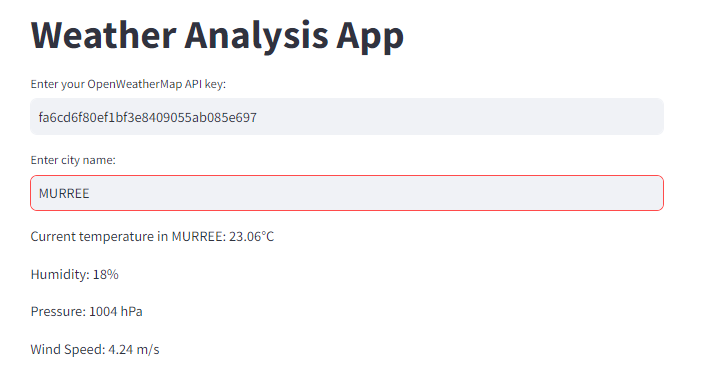 Weather Analysis App
Enter your OpenWeatherMap API key:
fa6cd6f80ef1bf3e8409055ab085e697
Enter city name:
MURREE
Current temperature in MURREE: 23.06°C
Humidity: 18%
Pressure: 1004 hPa
Wind Speed: 4.24 m/s